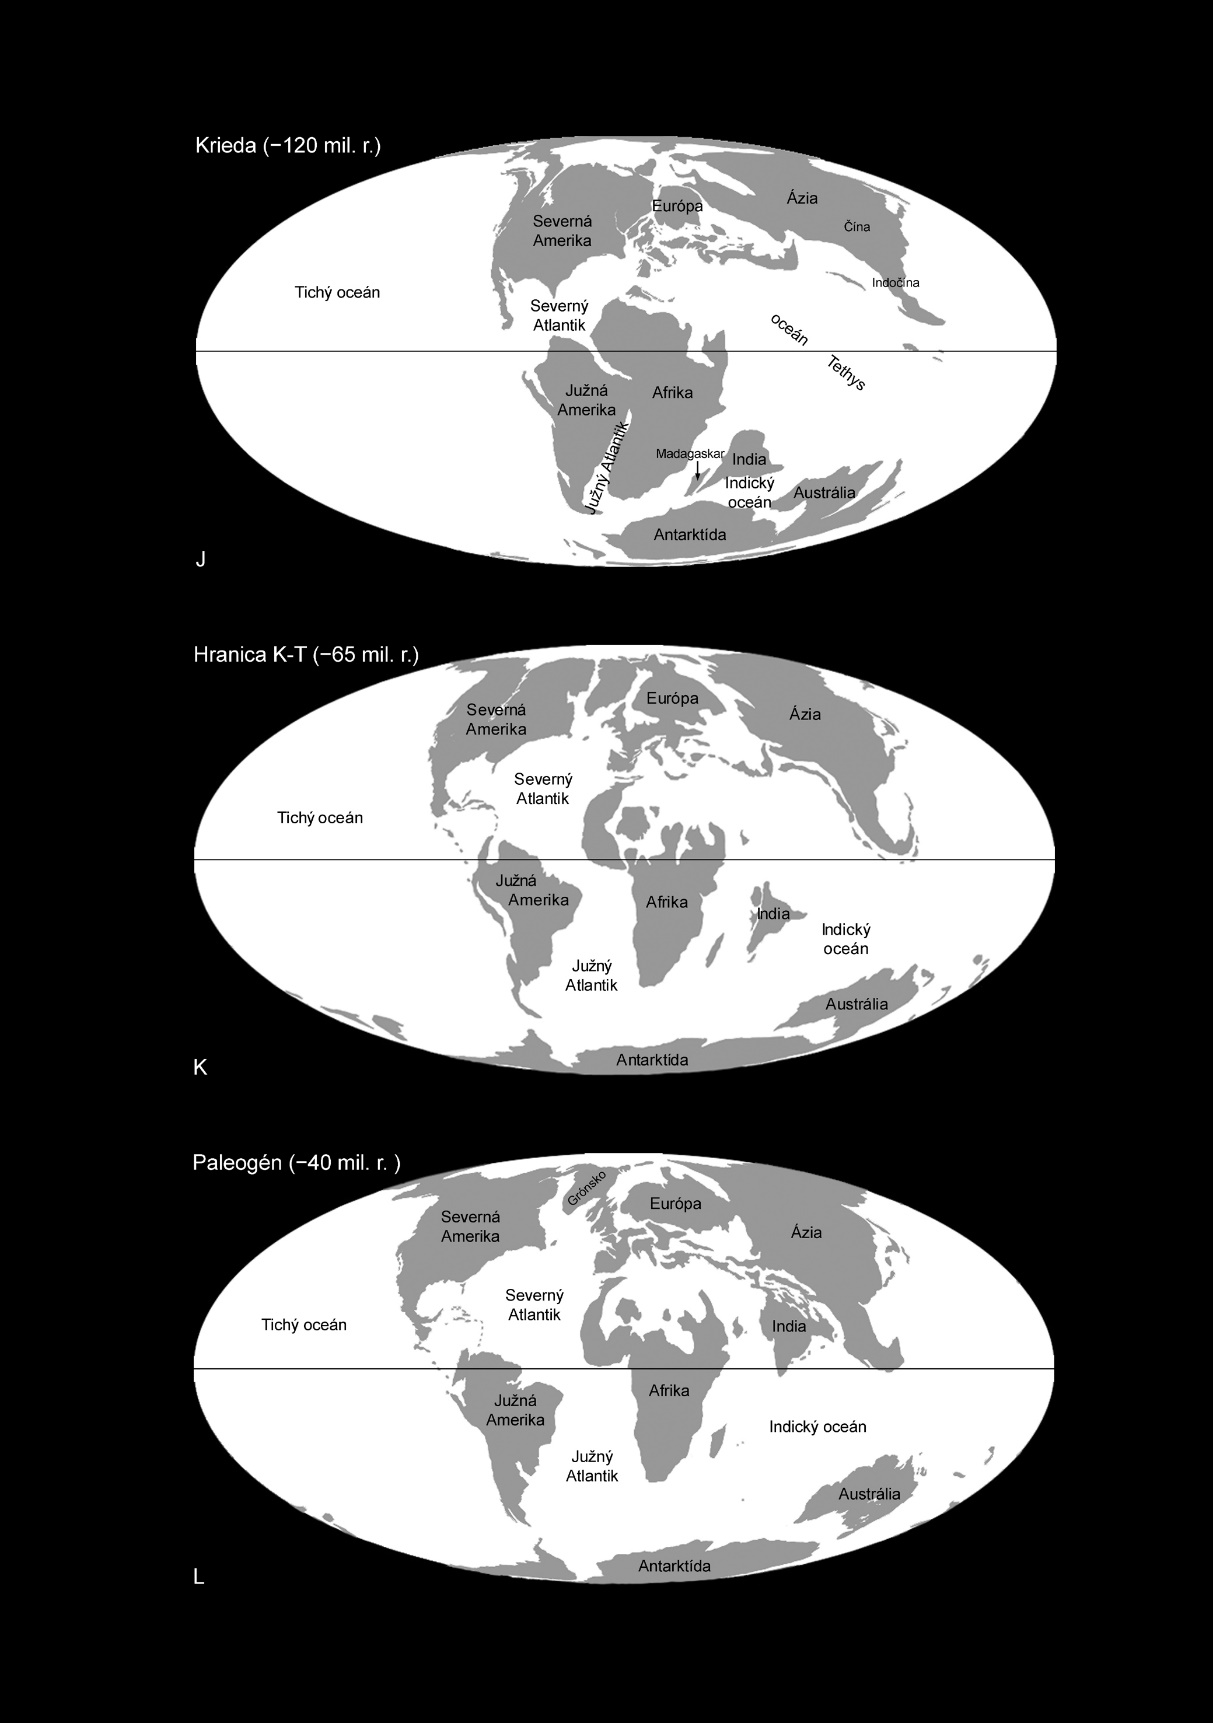 Krieda (−120 mil. r.)
Európa
Ázia
Severná
Amerika
Čína
Indočína
Tichý oceán
Severný
Atlantik
oceán
Tethys
Južná
Amerika
Afrika
Južný Atlantik
Madagaskar
India
Indický
oceán
Austrália
Antarktída
J
Hranica K-T (−65 mil. r.)
Európa
Severná
Amerika
Ázia
Severný
Atlantik
Tichý oceán
Južná
Amerika
Afrika
India
Indický
oceán
Južný
Atlantik
Austrália
Antarktída
K
Paleogén (−40 mil. r. )
Grónsko
Európa
Severná
Amerika
Ázia
Severný
Atlantik
Tichý oceán
India
Afrika
Južná
Amerika
Indický oceán
Južný
Atlantik
Austrália
Antarktída
L